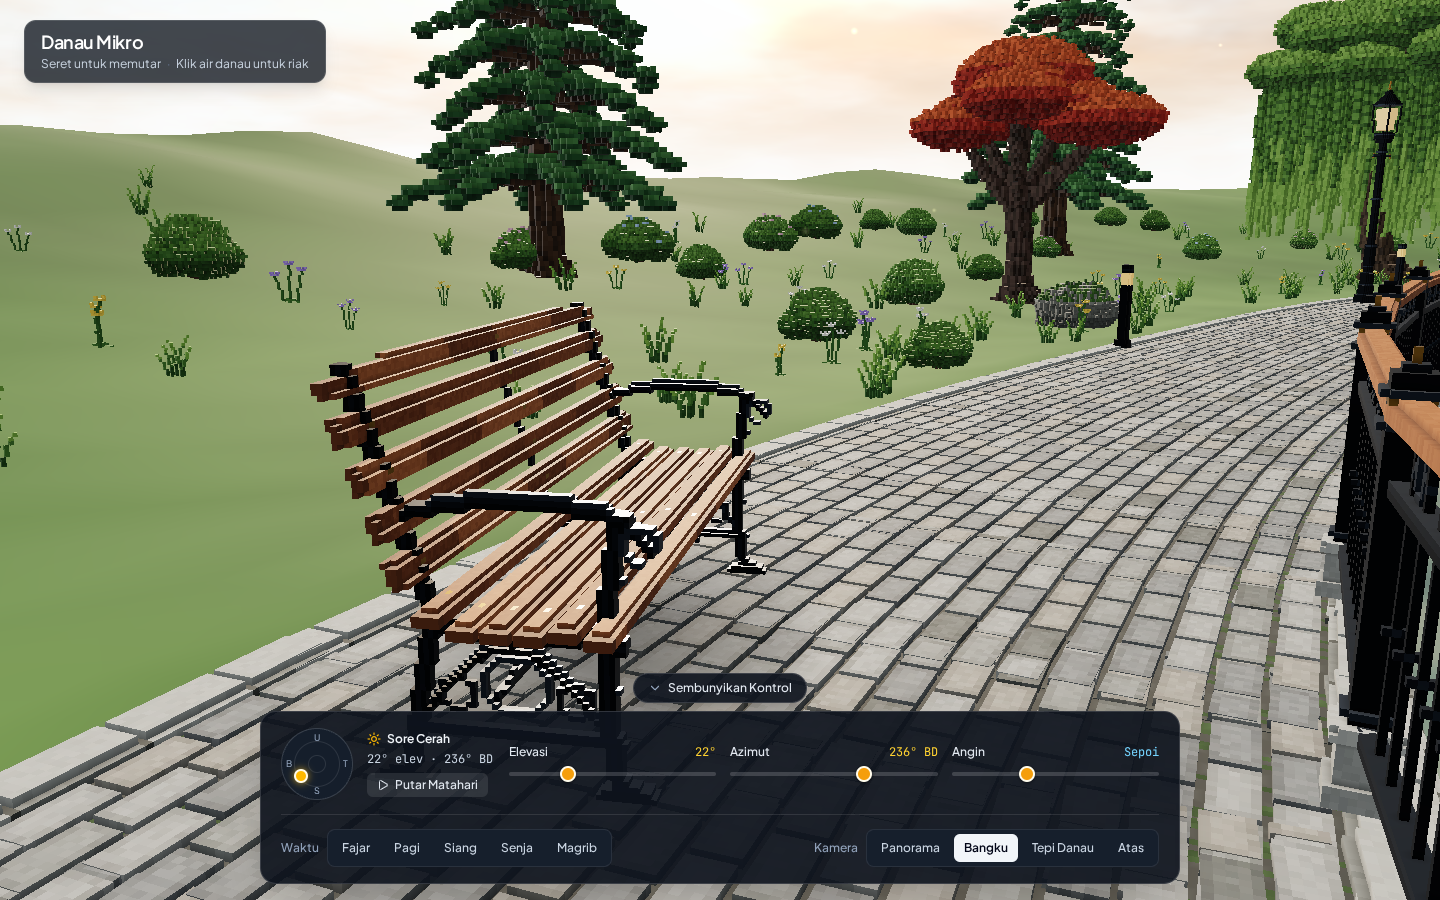 Danau Mikro
Seret untuk memutar · Klik air danau untuk riak
Sembunyikan Kontrol
U
B
T
S
Sore Cerah
22° elev · 236° BD
Putar Matahari
Elevasi 22°
Azimut 236° BD
Angin Sepoi
Waktu Fajar Pagi Siang Senja Magrib
Kamera Panorama Bangku Tepi Danau Atas